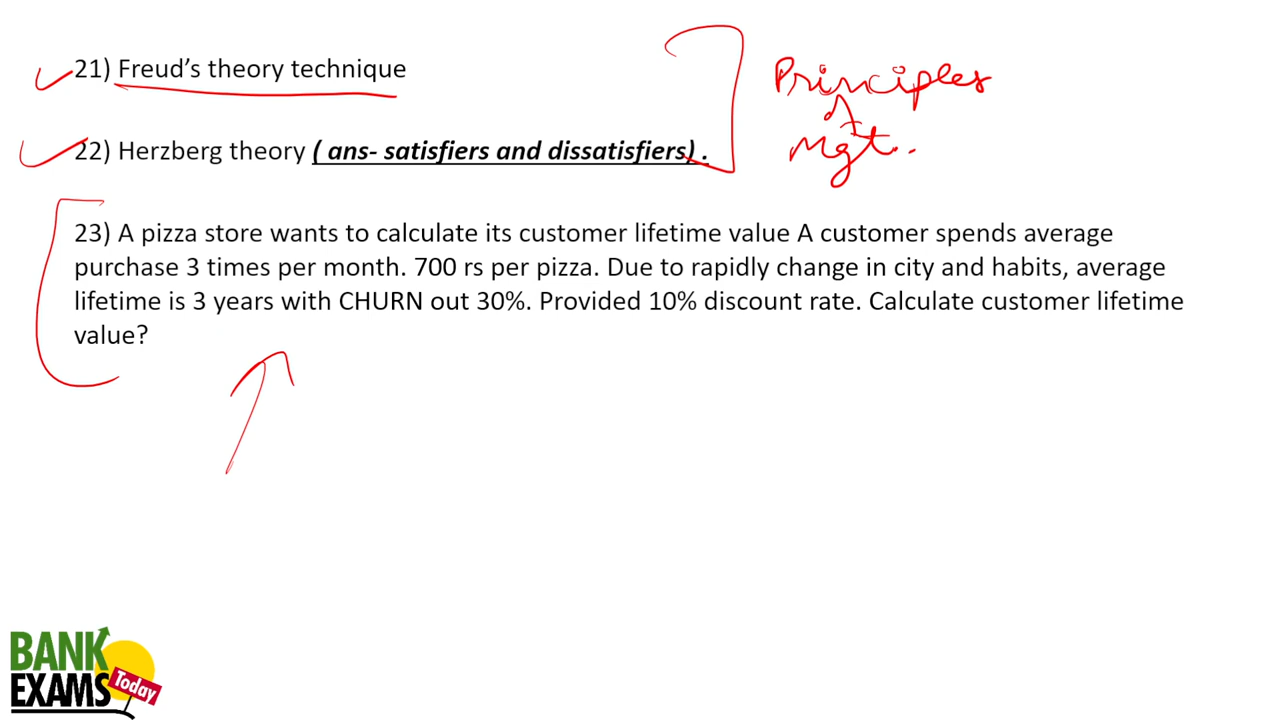 21) Freud’s theory technique
Principles
of
Mgt.
22) Herzberg theory ( ans- satisfiers and dissatisfiers) .
23) A pizza store wants to calculate its customer lifetime value A customer spends average
purchase 3 times per month. 700 rs per pizza. Due to rapidly change in city and habits, average
lifetime is 3 years with CHURN out 30%. Provided 10% discount rate. Calculate customer lifetime
value?
BANK
EXAMS
Today